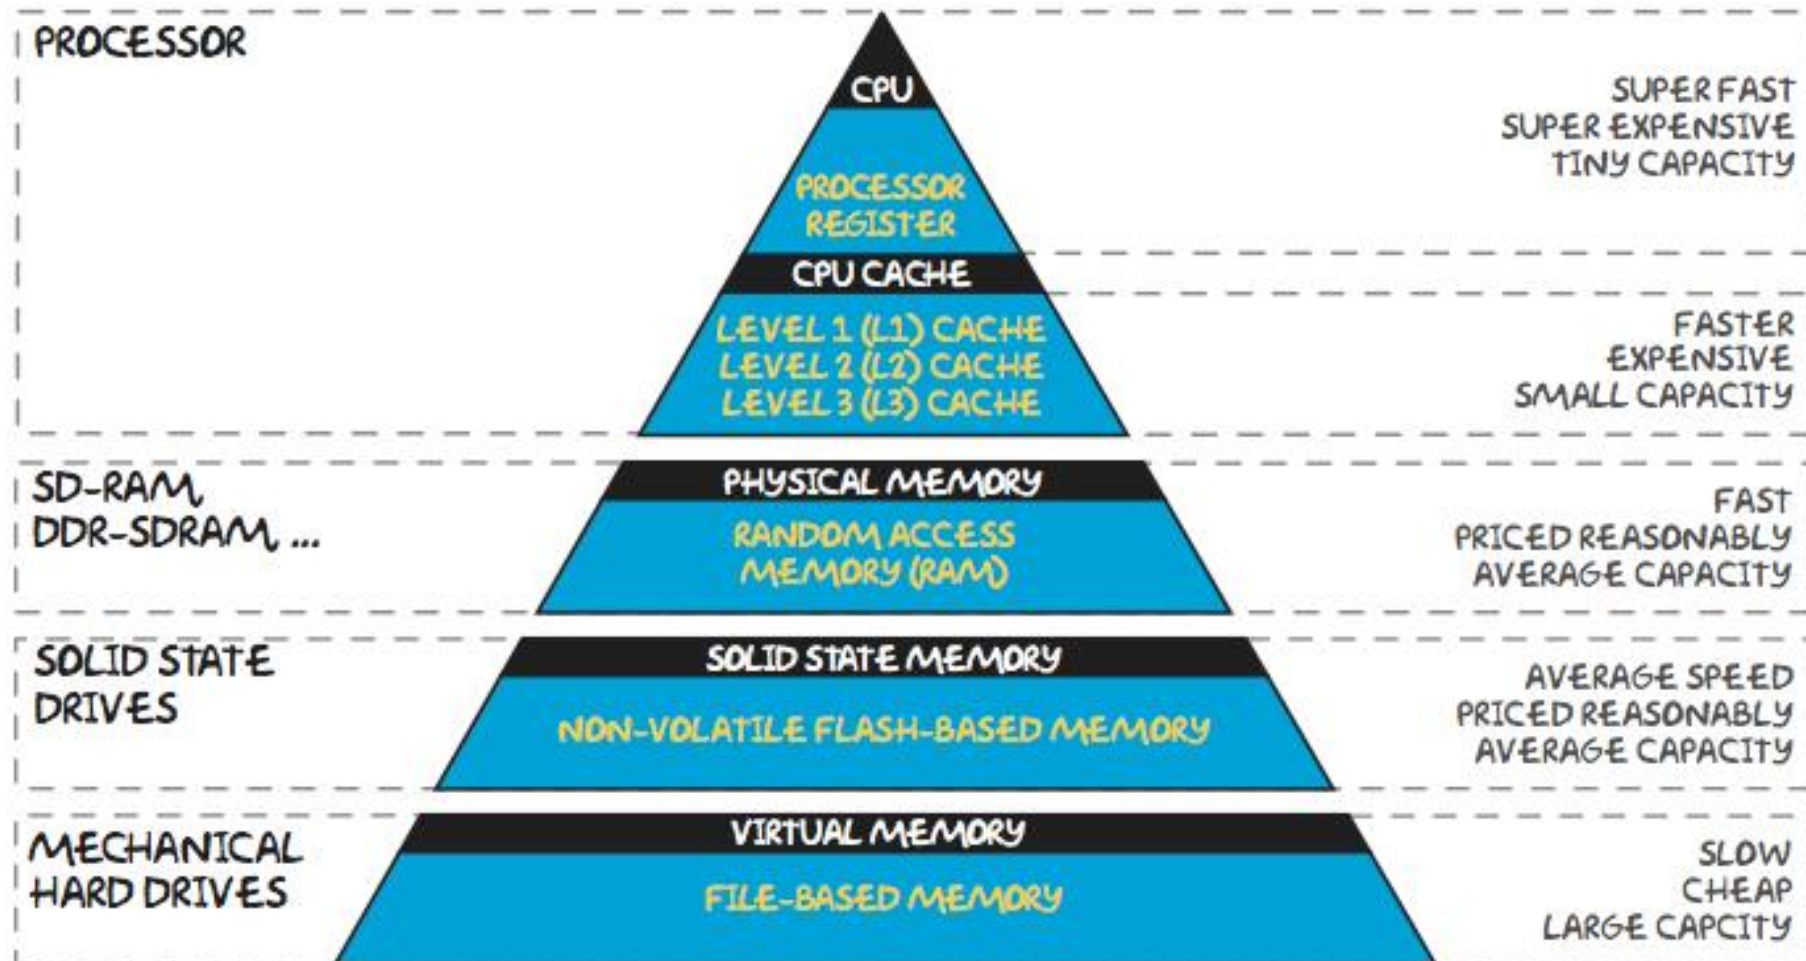 PROCESSOR
CPU
SUPER FAST
SUPER EXPENSIVE
TINY CAPACITY
PROCESSOR
REGISTER
CPU CACHE
LEVEL 1 (L1) CACHE
LEVEL 2 (L2) CACHE
LEVEL 3 (L3) CACHE
FASTER
EXPENSIVE
SMALL CAPACITY
SD-RAM,
DDR-SDRAM, ...
PHYSICAL MEMORY
RANDOM ACCESS
MEMORY (RAM)
FAST
PRICED REASONABLY
AVERAGE CAPACITY
SOLID STATE
DRIVES
SOLID STATE MEMORY
NON-VOLATILE FLASH-BASED MEMORY
AVERAGE SPEED
PRICED REASONABLY
AVERAGE CAPACITY
MECHANICAL
HARD DRIVES
VIRTUAL MEMORY
FILE-BASED MEMORY
SLOW
CHEAP
LARGE CAPCITY